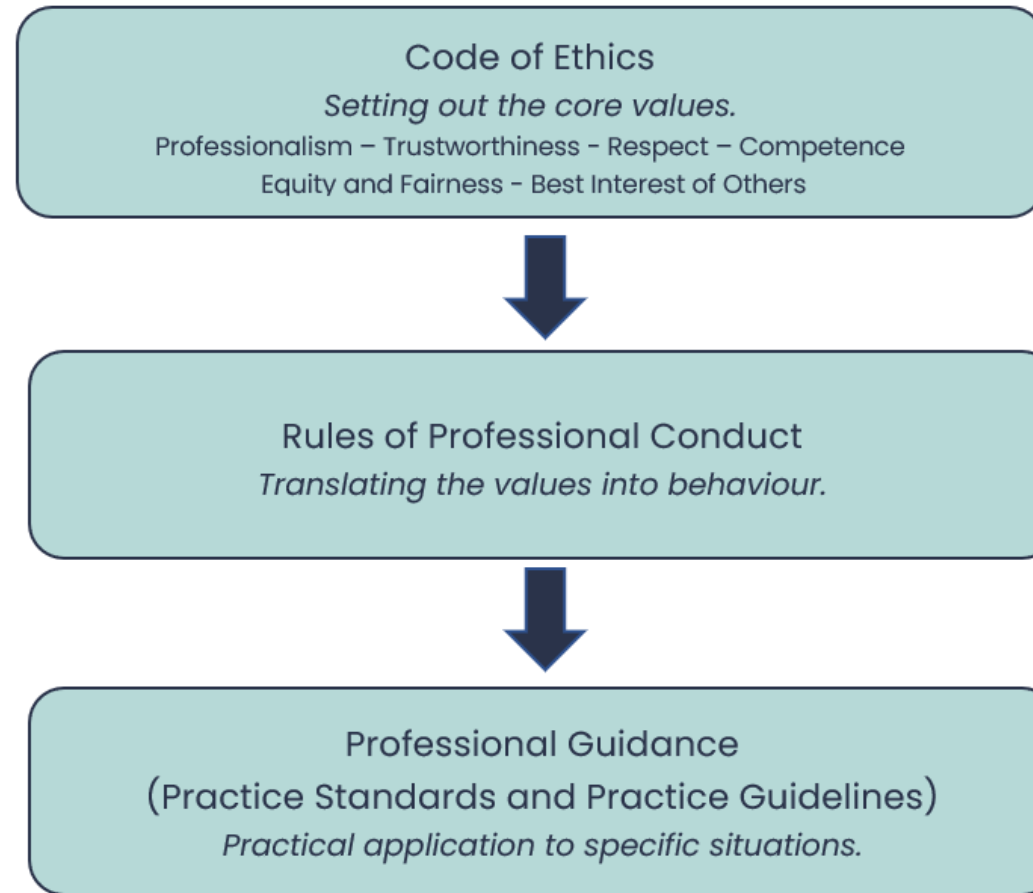 Code of Ethics
Setting out the core values.
Professionalism – Trustworthiness - Respect – Competence
Equity and Fairness - Best Interest of Others
Rules of Professional Conduct
Translating the values into behaviour.
Professional Guidance
(Practice Standards and Practice Guidelines)
Practical application to specific situations.